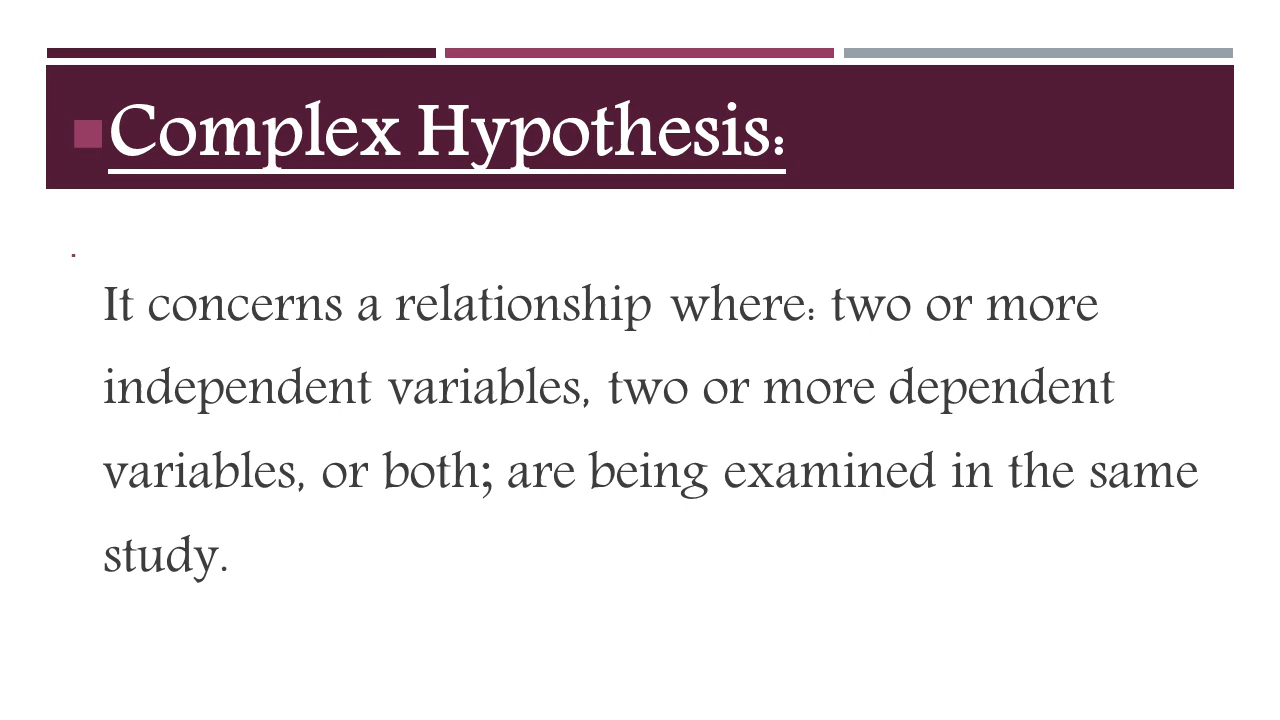 Complex Hypothesis:
It concerns a relationship where: two or more
independent variables, two or more dependent
variables, or both; are being examined in the same
study.